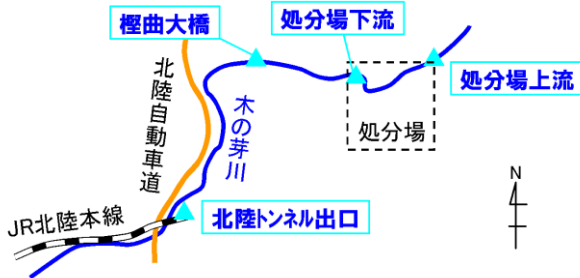 樫曲大橋
処分場下流
処分場上流
北陸自動車道
木の芽川
処分場
N
北陸トンネル出口
JR北陸本線